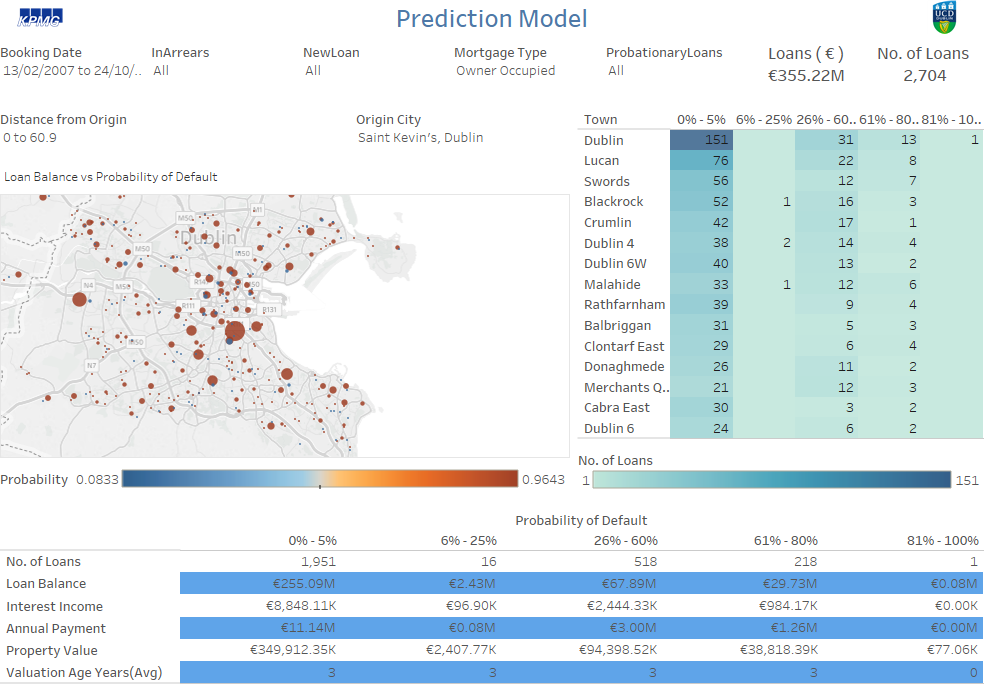 KPMG
Prediction Model
UCD
DUBLIN
Booking Date InArrears NewLoan Mortgage Type ProbationaryLoans Loans ( € ) No. of Loans
13/02/2007 to 24/10/.. All All Owner Occupied All €355.22M 2,704
Distance from Origin Origin City
0 to 60.9 Saint Kevin's, Dublin
Loan Balance vs Probability of Default
Dublin
M50
M1
M50
M50
N4
M50
R111
R131
M50
N7
Town 0% - 5% 6% - 25% 26% - 60.. 61% - 80.. 81% - 10..
Dublin 151 31 13 1
Lucan 76 22 8
Swords 56 12 7
Blackrock 52 1 16 3
Crumlin 42 17 1
Dublin 4 38 2 14 4
Dublin 6W 40 13 2
Malahide 33 1 12 6
Rathfarnham 39 9 4
Balbriggan 31 5 3
Clontarf East 29 6 4
Donaghmede 26 11 2
Merchants Q.. 21 12 3
Cabra East 30 3 2
Dublin 6 24 6 2
Probability 0.0833 0.9643
No. of Loans
1 151
Probability of Default
0% - 5% 6% - 25% 26% - 60% 61% - 80% 81% - 100%
No. of Loans 1,951 16 518 218 1
Loan Balance €255.09M €2.43M €67.89M €29.73M €0.08M
Interest Income €8,848.11K €96.90K €2,444.33K €984.17K €0.00K
Annual Payment €11.14M €0.08M €3.00M €1.26M €0.00M
Property Value €349,912.35K €2,407.77K €94,398.52K €38,818.39K €77.06K
Valuation Age Years(Avg) 3 3 3 3 0